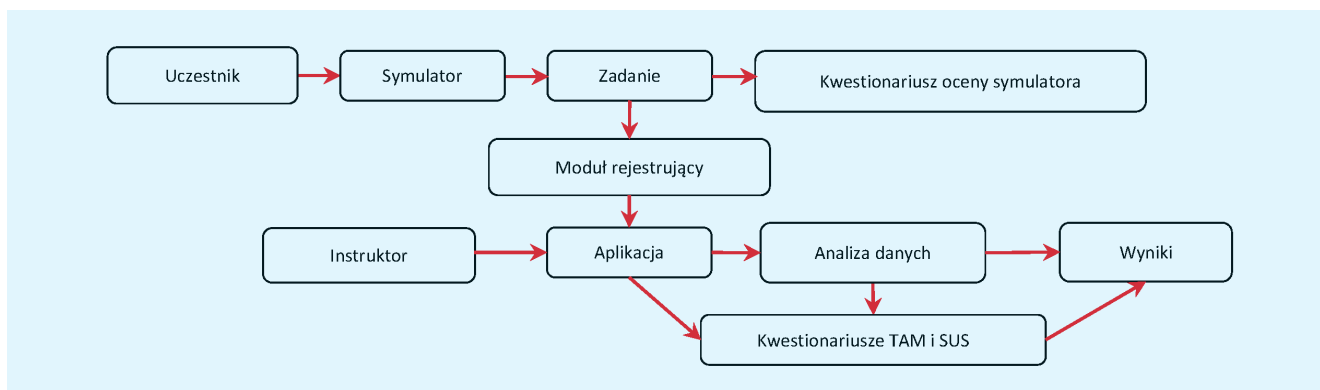 Uczestnik
Symulator
Zadanie
Kwestionariusz oceny symulatora
Moduł rejestrujący
Instruktor
Aplikacja
Analiza danych
Wyniki
Kwestionariusze TAM i SUS